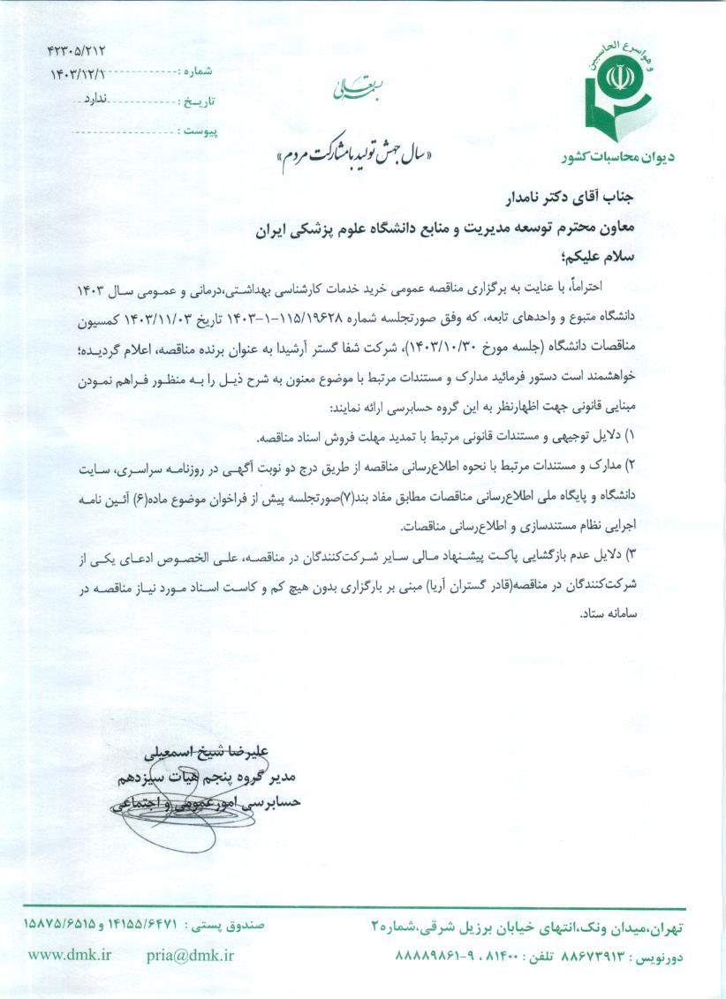 وهواسرع الحاسبین
دیوان محاسبات کشور
بسمه تعالی
«سال جهش تولید با مشارکت مردم»
۴۲۳۰۵/۲۱۲
شماره :
۱۴۰۳/۱۲/۱
تاریخ :
ندارد
پیوست :
جناب آقای دکتر نامدار
معاون محترم توسعه مدیریت و منابع دانشگاه علوم پزشکی ایران
سلام علیکم؛
احتراماً، با عنایت به برگزاری مناقصه عمومی خرید خدمات کارشناسی بهداشتی،درمانی و عمومی سال ۱۴۰۳
دانشگاه متبوع و واحدهای تابعه، که وفق صورتجلسه شماره ۱۱۵/۱۹۶۲۸-۱-۱۴۰۳ تاریخ ۱۴۰۳/۱۱/۰۳ کمسیون
مناقصات دانشگاه (جلسه مورخ ۱۴۰۳/۱۰/۳۰)، شرکت شفا گستر آرشیدا به عنوان برنده مناقصه، اعلام گردیده؛
خواهشمند است دستور فرمائید مدارک و مستندات مرتبط با موضوع معنون به شرح ذیل را به منظور فراهم نمودن
مبنایی قانونی جهت اظهارنظر به این گروه حسابرسی ارائه نمایند:
۱) دلایل توجیهی و مستندات قانونی مرتبط با تمدید مهلت فروش اسناد مناقصه.
۲) مدارک و مستندات مرتبط با نحوه اطلاع‌رسانی مناقصه از طریق درج دو نوبت آگهی در روزنامه سراسری، سایت
دانشگاه و پایگاه ملی اطلاع‌رسانی مناقصات مطابق مفاد بند(۷)صورتجلسه پیش از فراخوان موضوع ماده(۶) آئین نامه
اجرایی نظام مستندسازی و اطلاع‌رسانی مناقصات.
۳) دلایل عدم بازگشایی پاکت پیشنهاد مالی سایر شرکت‌کنندگان در مناقصه، علی الخصوص ادعای یکی از
شرکت‌کنندگان در مناقصه(قادر گستران آریا) مبنی بر بارگزاری بدون هیچ کم و کاست اسناد مورد نیاز مناقصه در
سامانه ستاد.
علیرضا شیخ اسمعیلی
مدیر گروه پنجم هیات سیزدهم
حسابرسی امور عمومی و اجتماعی
تهران،میدان ونک،انتهای خیابان برزیل شرقی،شماره۲
صندوق پستی : ۱۴۱۵۵/۶۴۷۱ و ۱۵۸۷۵/۶۵۱۵
دورنویس : ۸۸۶۷۳۹۱۳ تلفن : ۸۱۴۰۰ ، ۹-۸۸۸۸۹۸۶۱
www.dmk.ir pria@dmk.ir